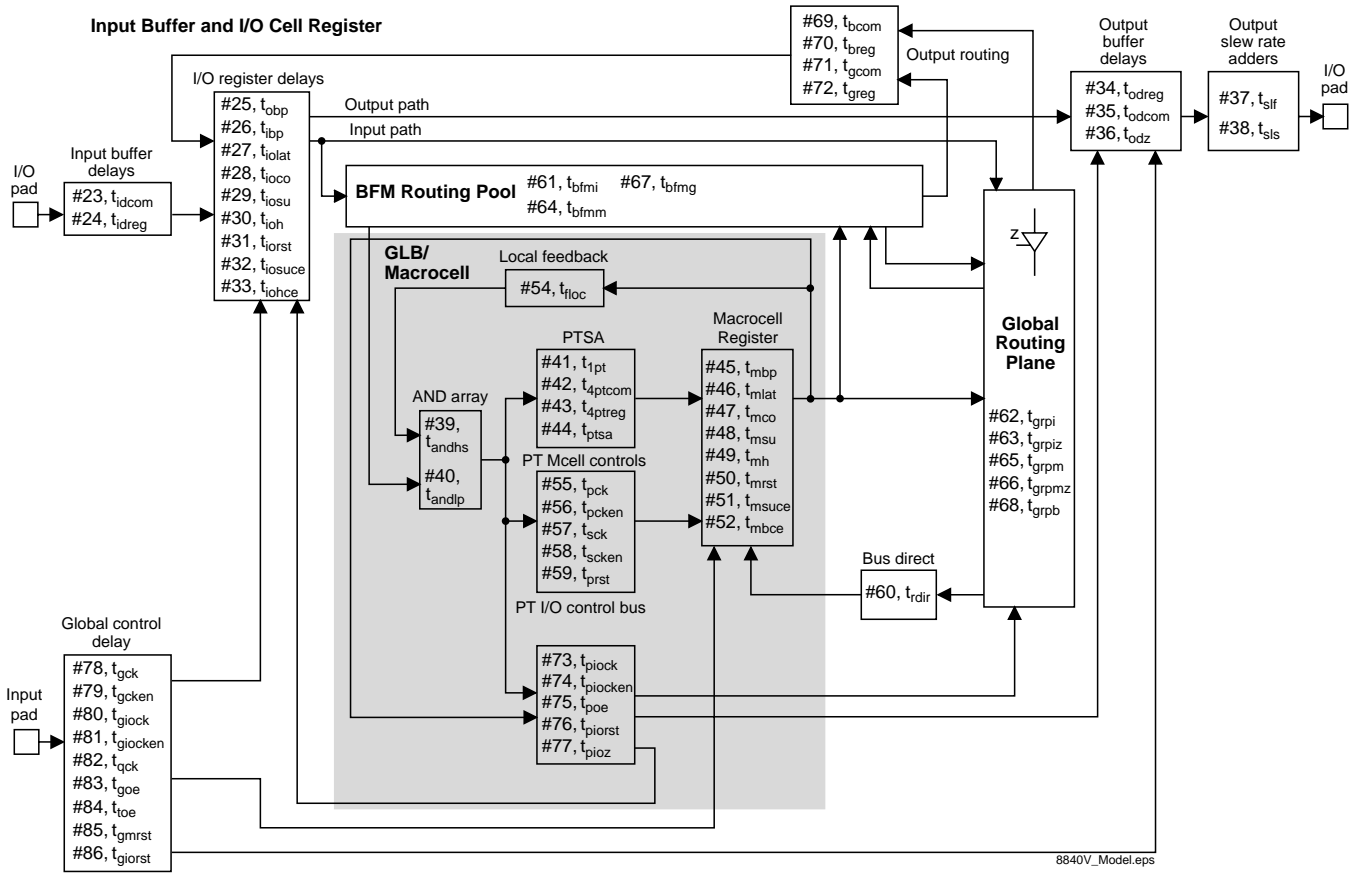 Input Buffer and I/O Cell Register
#69, tbcom
#70, tbreg
#71, tgcom
#72, tgreg
Output routing
Output
buffer
delays
#34, todreg
#35, todcom
#36, todz
Output
slew rate
adders
#37, tslf
#38, tsls
I/O
pad
I/O register delays
#25, tobp
#26, tibp
#27, tiolat
#28, tioco
#29, tiosu
#30, tioh
#31, tiorst
#32, tiosuce
#33, tiohce
Output path
Input path
I/O
pad
Input buffer
delays
#23, tidcom
#24, tidreg
BFM Routing Pool
#61, tbfmi
#67, tbfmg
#64, tbfmm
GLB/
Macrocell
Local feedback
#54, tfloc
z
Global
Routing
Plane
#62, tgrpi
#63, tgrpiz
#65, tgrpm
#66, tgrpmz
#68, tgrpb
PTSA
#41, t1pt
#42, t4ptcom
#43, t4ptreg
#44, tptsa
Macrocell
Register
#45, tmbp
#46, tmlat
#47, tmco
#48, tmsu
#49, tmh
#50, tmrst
#51, tmsuce
#52, tmbce
AND array
#39,
tandhs
#40,
tandlp
PT Mcell controls
#55, tpck
#56, tpcken
#57, tsck
#58, tscken
#59, tprst
Bus direct
#60, trdir
PT I/O control bus
#73, tpiock
#74, tpiocken
#75, tpoe
#76, tpiorst
#77, tpioz
Global control
delay
Input
pad
#78, tgck
#79, tgcken
#80, tgiock
#81, tgiocken
#82, tqck
#83, tgoe
#84, ttoe
#85, tgmrst
#86, tgiorst
8840V_Model.eps